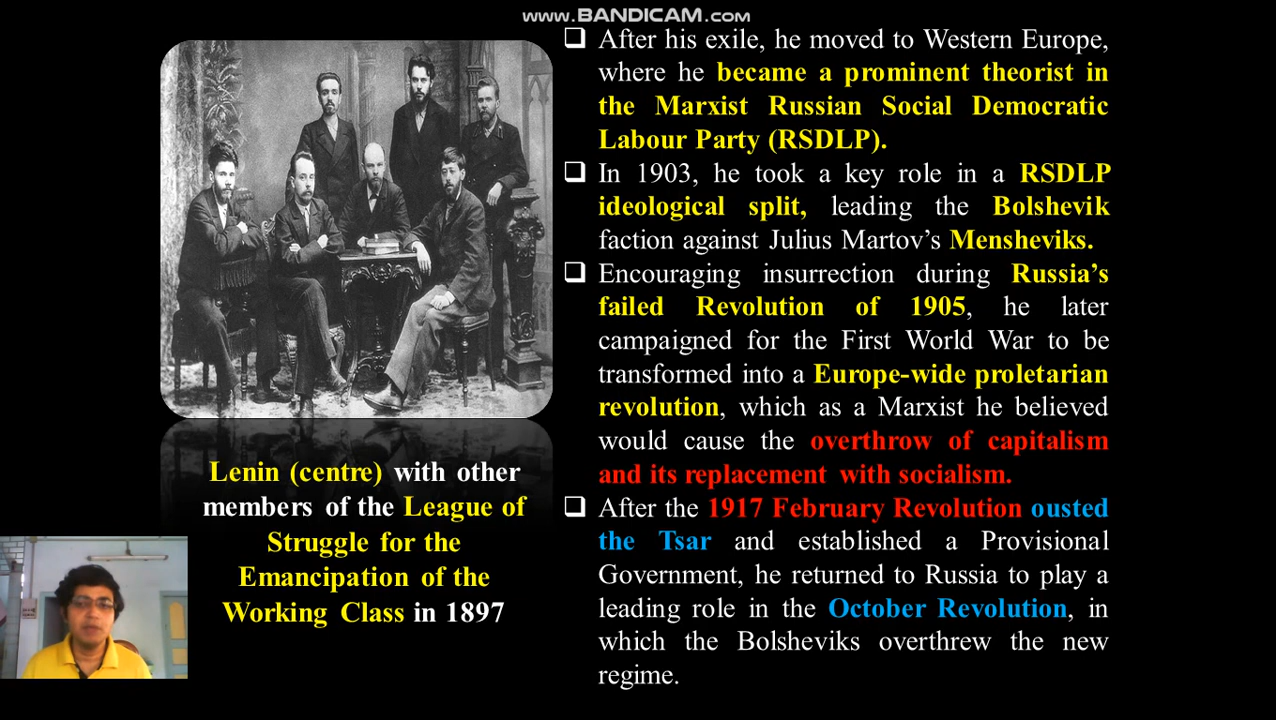 www.BANDICAM.com
❑ After his exile, he moved to Western Europe,
where he became a prominent theorist in
the Marxist Russian Social Democratic
Labour Party (RSDLP).
❑ In 1903, he took a key role in a RSDLP
ideological split, leading the Bolshevik
faction against Julius Martov’s Mensheviks.
❑ Encouraging insurrection during Russia’s
failed Revolution of 1905, he later
campaigned for the First World War to be
transformed into a Europe-wide proletarian
revolution, which as a Marxist he believed
would cause the overthrow of capitalism
and its replacement with socialism.
❑ After the 1917 February Revolution ousted
the Tsar and established a Provisional
Government, he returned to Russia to play a
leading role in the October Revolution, in
which the Bolsheviks overthrew the new
regime.
Lenin (centre) with other
members of the League of
Struggle for the
Emancipation of the
Working Class in 1897